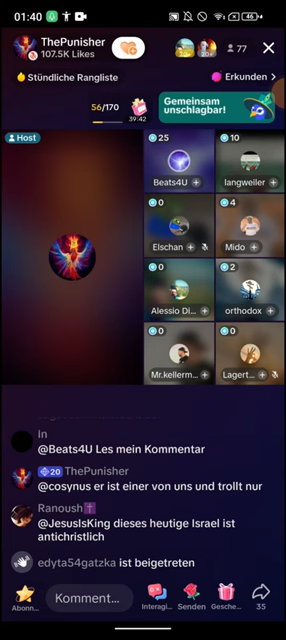 01:40
46
ThePunisher
107.5K Likes
77
Stündliche Rangliste
Erkunden
56/170
39:42
Gemeinsam
unschlagbar!
Host
25
Beats4U
10
langweiler
0
Elschan
4
Mido
0
Alessio Di...
2
orthodox
0
Mr.kellerm...
0
Lagert...
In
@Beats4U Les mein Kommentar
20 ThePunisher
@cosynus er ist einer von uns und trollt nur
Ranoush
@JesusIsKing dieses heutige Israel ist
antichristlich
edyta54gatzka ist beigetreten
Abonn...
Komment...
Interagi...
Senden
Gesche...
35